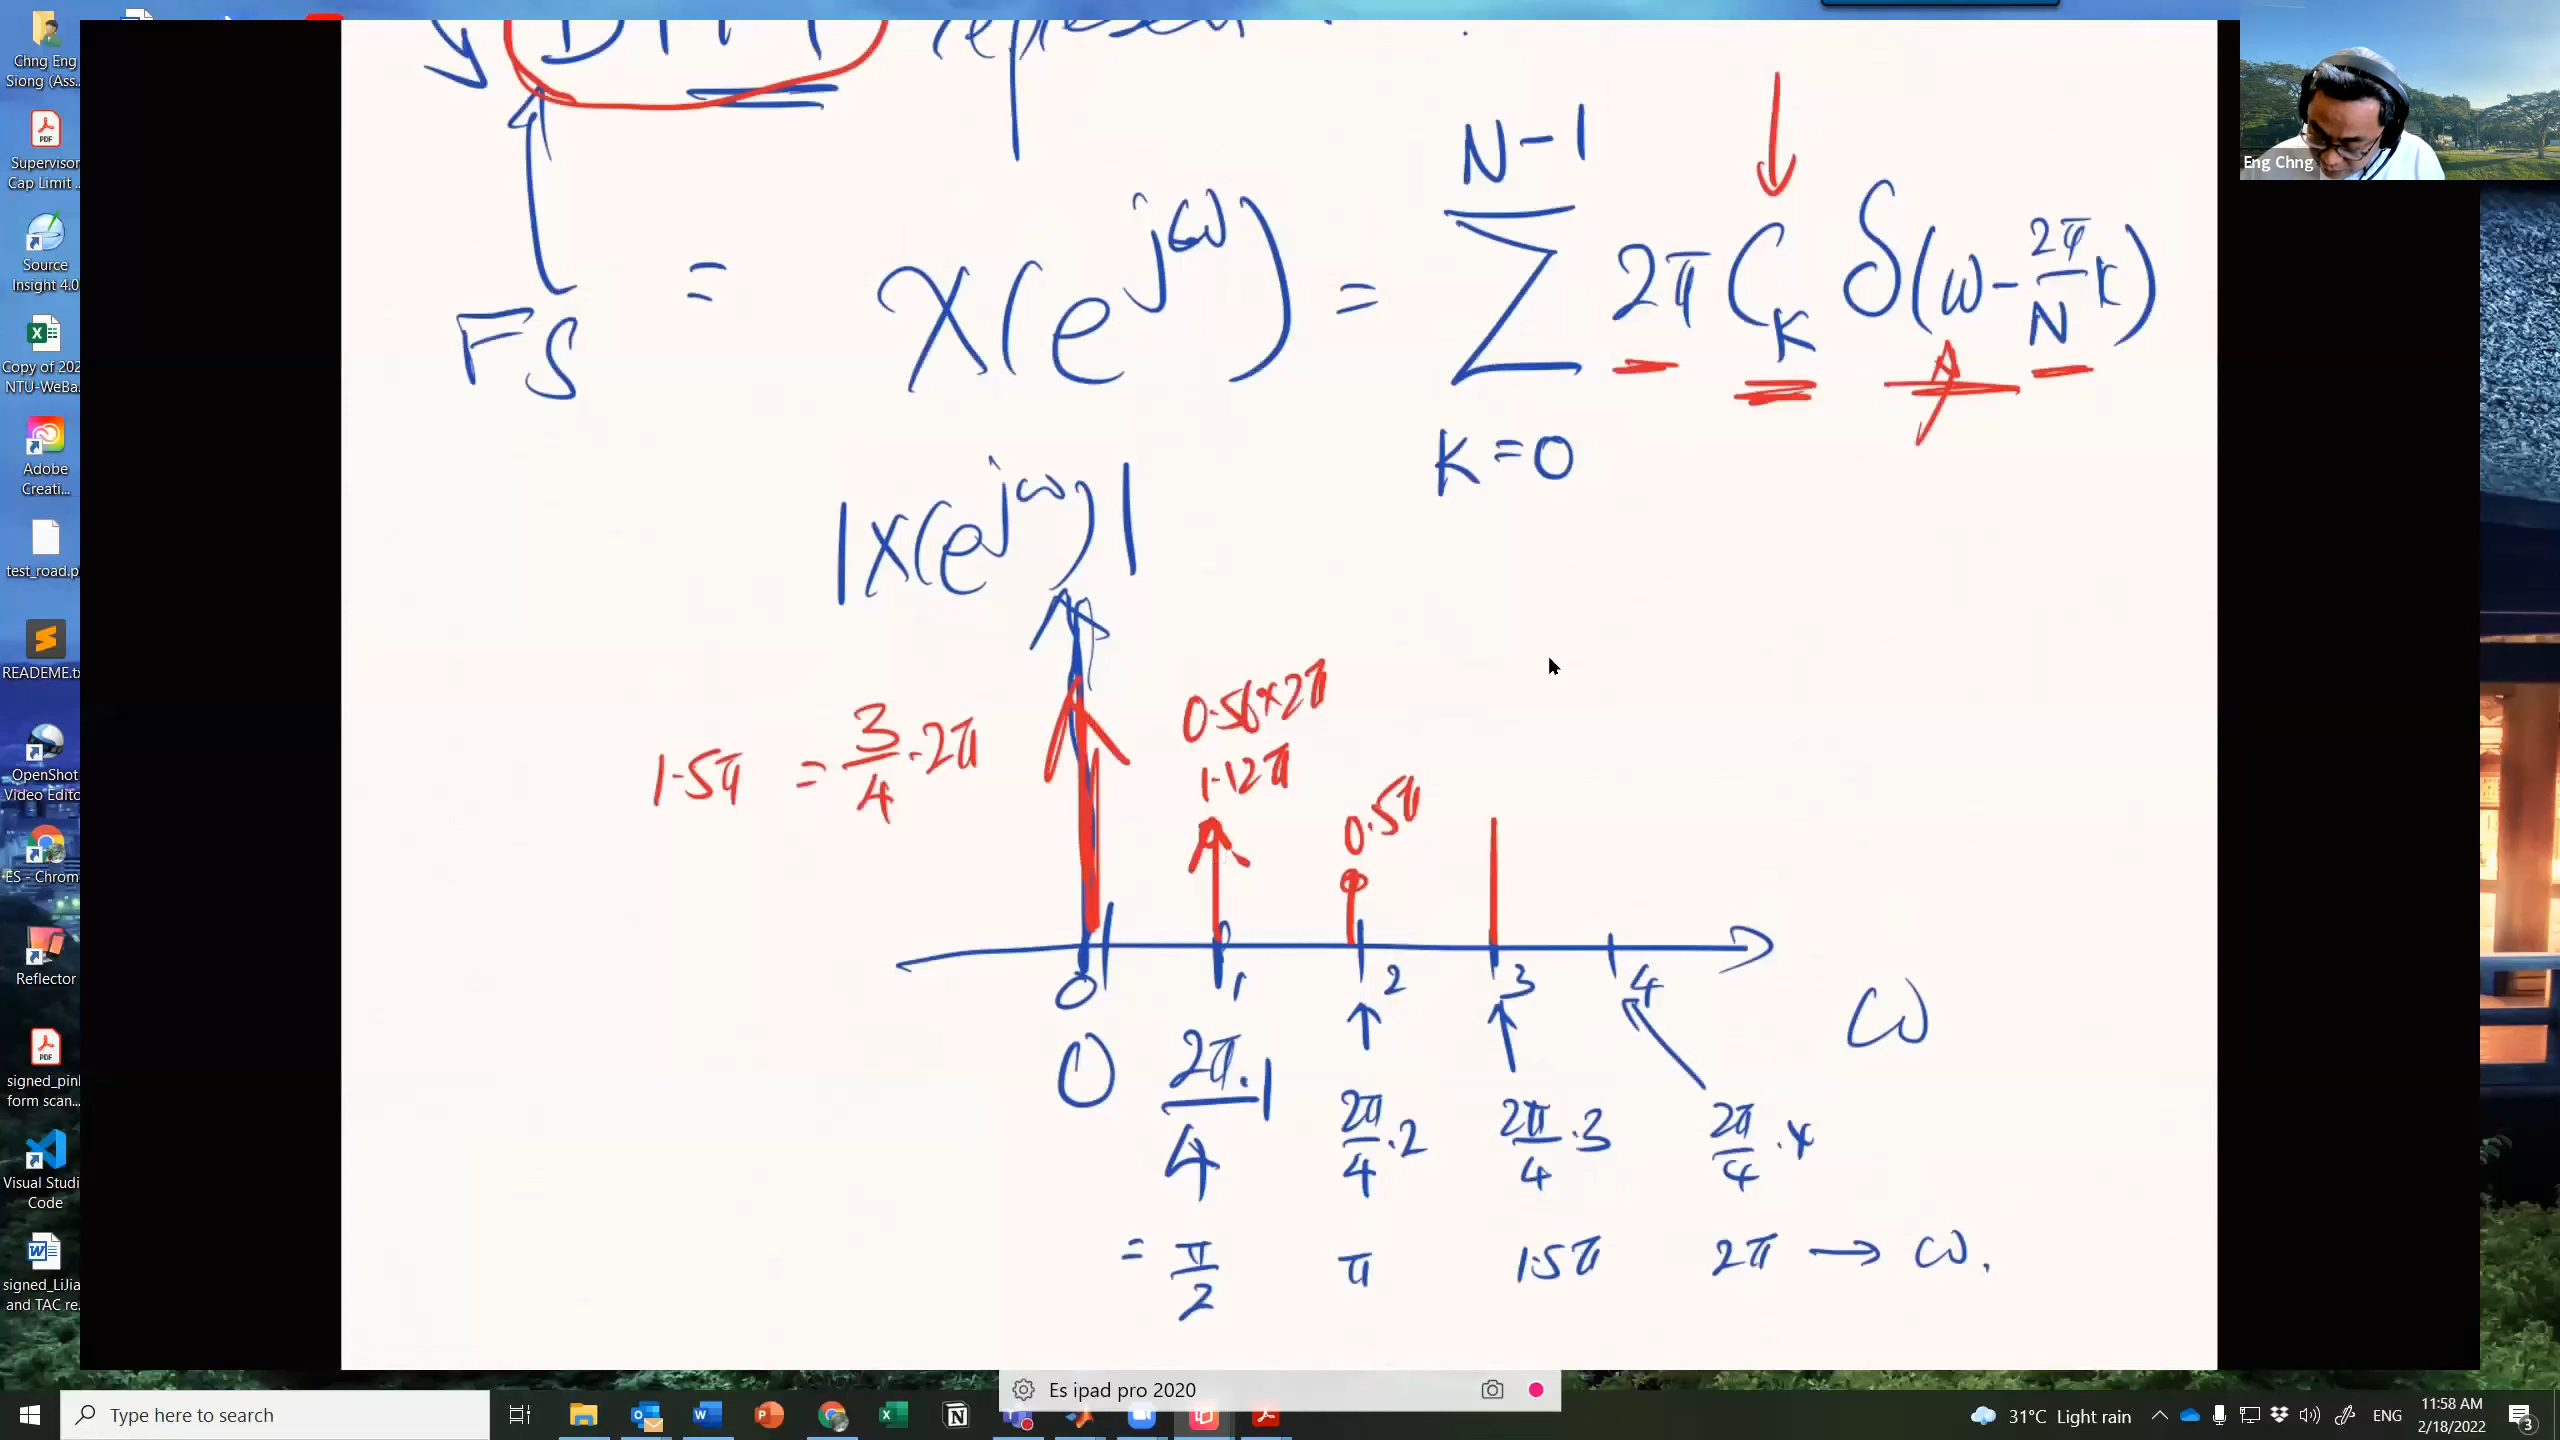 Chng Eng
Siong (Ass...
Supervisor
Cap Limit ...
Source
Insight 4.0
Copy of 202
NTU-WeBa...
Adobe
Creati...
test_road.p
READEME.tx
OpenShot
Video Edito
ES - Chrom
Reflector
signed_pink
form scan...
Visual Studi
Code
signed_LiJia
and TAC re...
Eng Chng
y DTFT represent
FS = X(e^{jω}) = Σ_{K=0}^{N-1} 2π C_K δ(ω - 2π/N K)
|X(e^{jω})|
1.5π = 3/4 · 2π
0.56×2π
1.12π
0.5π
0 1 2 3 4 ω
0 2π/4 · 1 2π/4 · 2 2π/4 · 3 2π/4 · 4
= π/2 π 1.5π 2π → ω.
Es ipad pro 2020
Type here to search
31°C Light rain
ENG
11:58 AM
2/18/2022
3